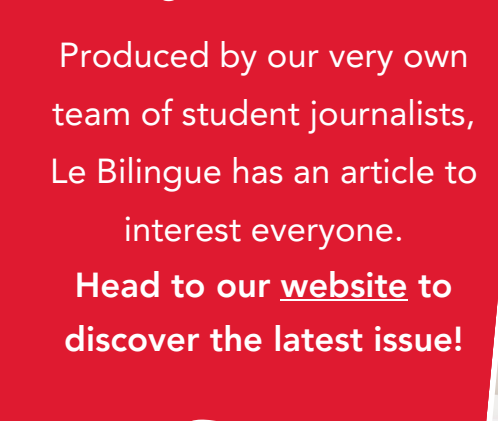 Produced by our very own
team of student journalists,
Le Bilingue has an article to
interest everyone.
Head to our website to
discover the latest issue!